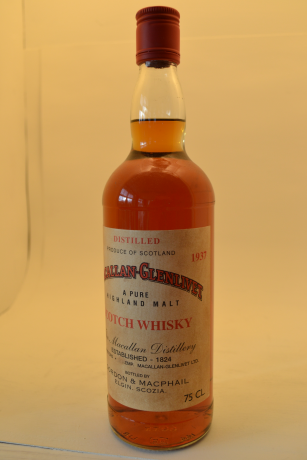 DISTILLED 1937
PRODUCE OF SCOTLAND
MACALLAN-GLENLIVET
A PURE
HIGHLAND MALT
SCOTCH WHISKY
Macallan Distillery
ESTABLISHED - 1824
MACALLAN-GLENLIVET LTD
BOTTLED BY
GORDON & MACPHAIL
ELGIN. SCOZIA.
75 CL.